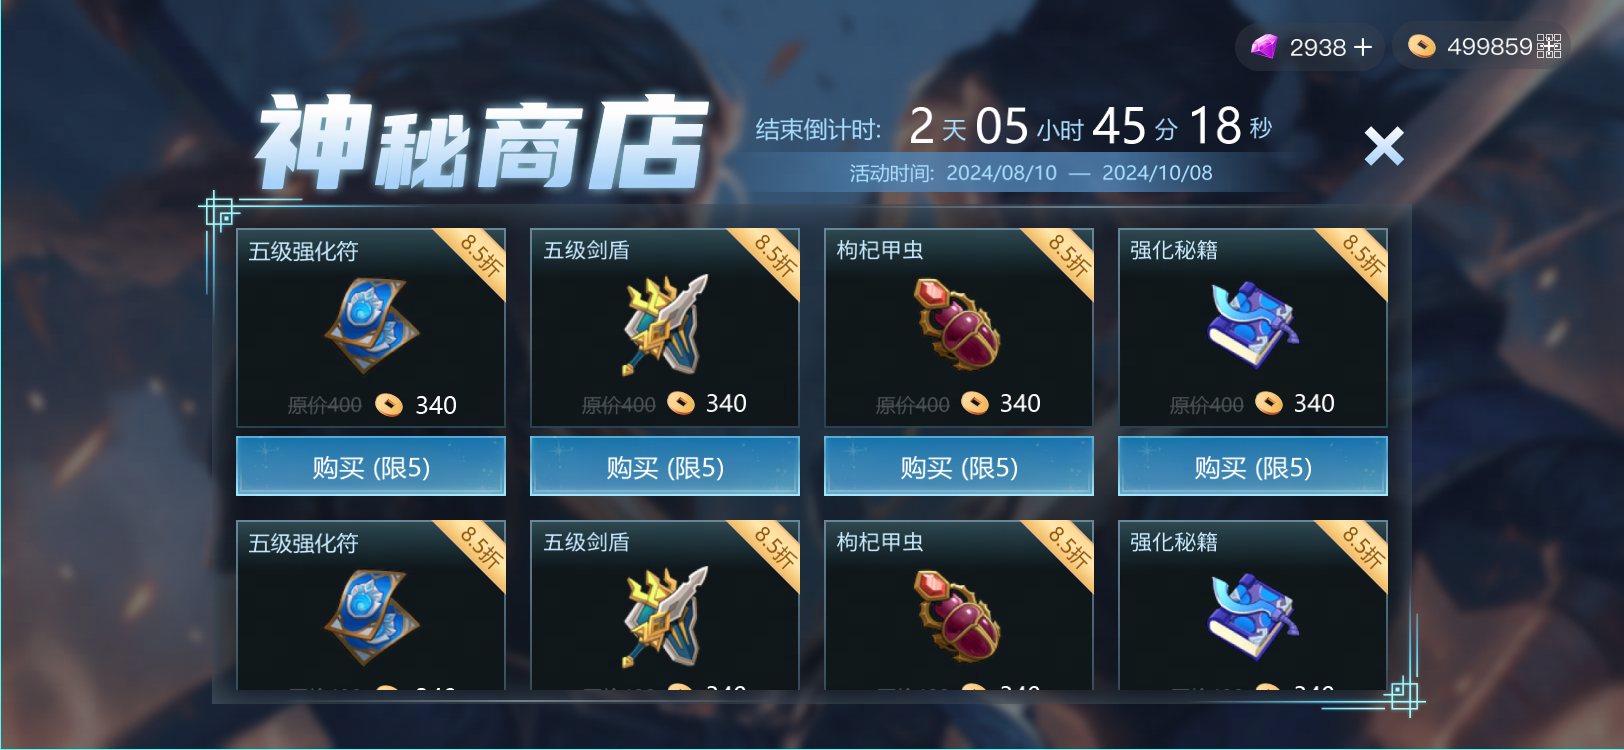 2938
499859
神秘商店
结束倒计时: 2 天 05 小时 45 分 18 秒
活动时间: 2024/08/10 — 2024/10/08
五级强化符 8.5折
五级剑盾 8.5折
枸杞甲虫 8.5折
强化秘籍 8.5折
原价400 340
原价400 340
原价400 340
原价400 340
购买 (限5)
购买 (限5)
购买 (限5)
购买 (限5)
五级强化符 8.5折
五级剑盾 8.5折
枸杞甲虫 8.5折
强化秘籍 8.5折